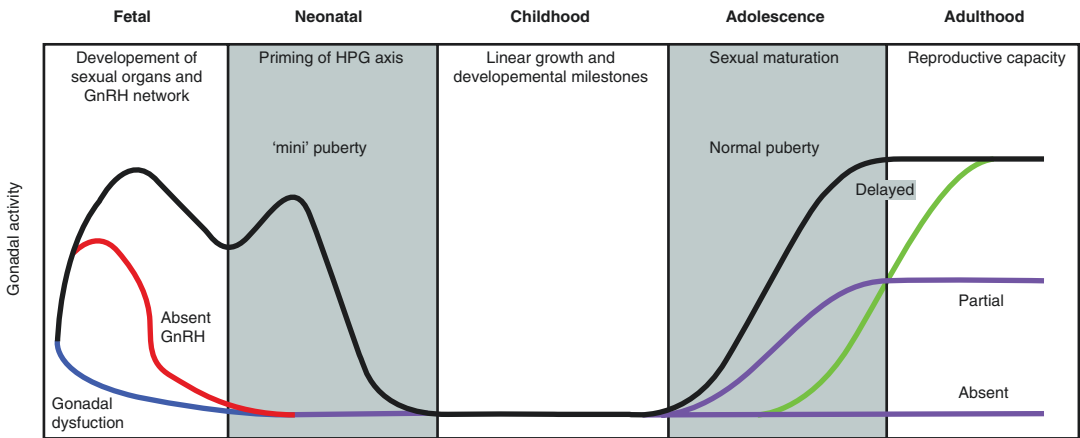 Fetal
Neonatal
Childhood
Adolescence
Adulthood
Developement of
sexual organs and
GnRH network
Priming of HPG axis
Linear growth and
developmental milestones
Sexual maturation
Reproductive capacity
'mini' puberty
Normal puberty
Delayed
Gonadal activity
Absent
GnRH
Partial
Gonadal
dysfuction
Absent